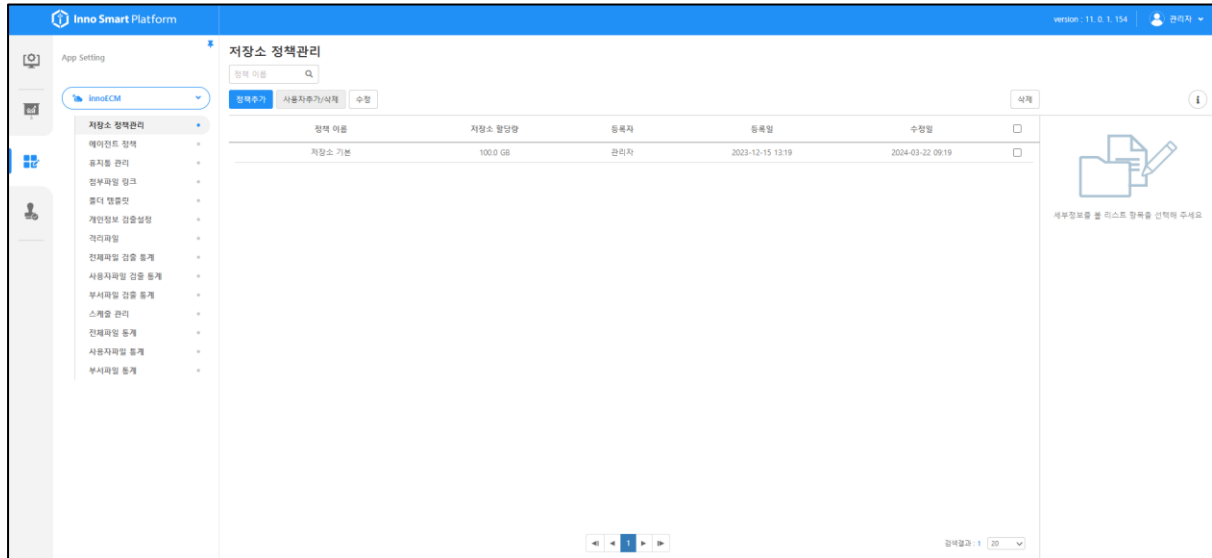 Inno Smart Platform
version : 11. 0. 1. 154
관리자
App Setting
innoECM
저장소 정책관리
에이전트 정책
휴지통 관리
첨부파일 링크
폴더 템플릿
개인정보 검출설정
격리파일
전체파일 검출 통계
사용자파일 검출 통계
부서파일 검출 통계
스케줄 관리
전체파일 통계
사용자파일 통계
부서파일 통계
저장소 정책관리
정책 이름
정책추가 사용자추가/삭제 수정 삭제
정책 이름 저장소 할당량 등록자 등록일 수정일
저장소 기본 100.0 GB 관리자 2023-12-15 13:19 2024-03-22 09:19
세부정보를 볼 리스트 항목을 선택해 주세요
1
검색결과 : 1 20